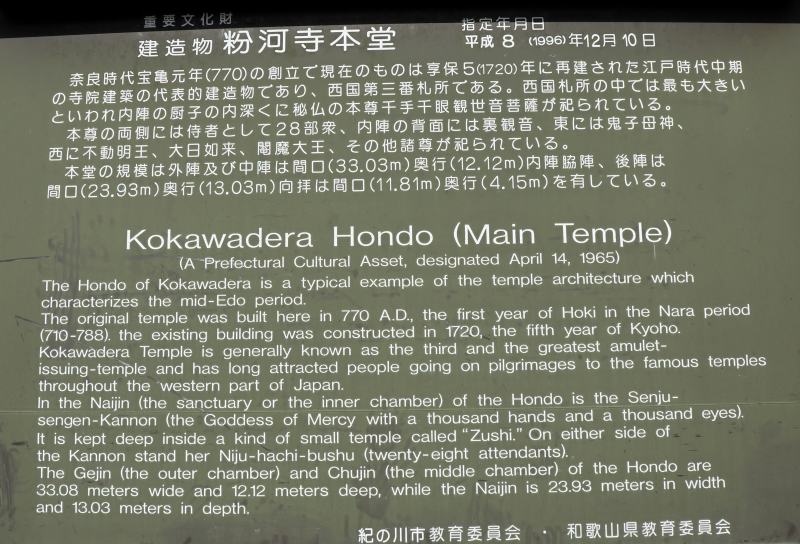 重要文化財
指定年月日
建造物 粉河寺本堂
平成8(1996)年12月10日
奈良時代宝亀元年(770)の創立で現在のものは享保5(1720)年に再建された江戸時代中期
の寺院建築の代表的建造物であり、西国第三番札所である。西国札所の中では最も大きい
といわれ内陣の厨子の内深くに秘仏の本尊千手千眼観世音菩薩が祀られている。
本尊の両側には侍者として28部衆、内陣の背面には裏観音、東には鬼子母神、
西に不動明王、大日如来、閻魔大王、その他諸尊が祀られている。
本堂の規模は外陣及び中陣は間口(33.03m)奥行(12.12m)内陣脇陣、後陣は
間口(23.93m)奥行(13.03m)向拝は間口(11.81m)奥行(4.15m)を有している。
Kokawadera Hondo (Main Temple)
(A Prefectural Cultural Asset, designated April 14, 1965)
The Hondo of Kokawadera is a typical example of the temple architecture which
characterizes the mid-Edo period.
The original temple was built here in 770 A.D., the first year of Hoki in the Nara period
(710-788). the existing building was constructed in 1720, the fifth year of Kyoho.
Kokawadera Temple is generally known as the third and the greatest amulet-
issuing-temple and has long attracted people going on pilgrimages to the famous temples
throughout the western part of Japan.
In the Naijin (the sanctuary or the inner chamber) of the Hondo is the Senju-
sengen-Kannon (the Goddess of Mercy with a thousand hands and a thousand eyes).
It is kept deep inside a kind of small temple called "Zushi." On either side of
the Kannon stand her Niju-hachi-bushu (twenty-eight attendants).
The Gejin (the outer chamber) and Chujin (the middle chamber) of the Hondo are
33.08 meters wide and 12.12 meters deep, while the Naijin is 23.93 meters in width
and 13.03 meters in depth.
紀の川市教育委員会 ・ 和歌山県教育委員会